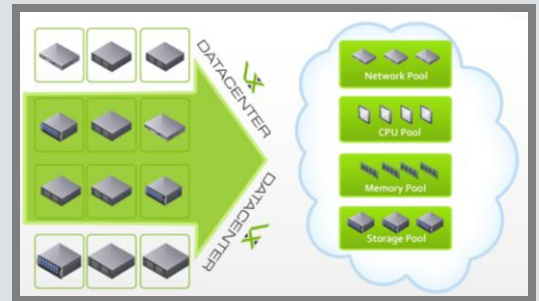 DATACENTER
DATACENTER
Network Pool
CPU Pool
Memory Pool
Storage Pool